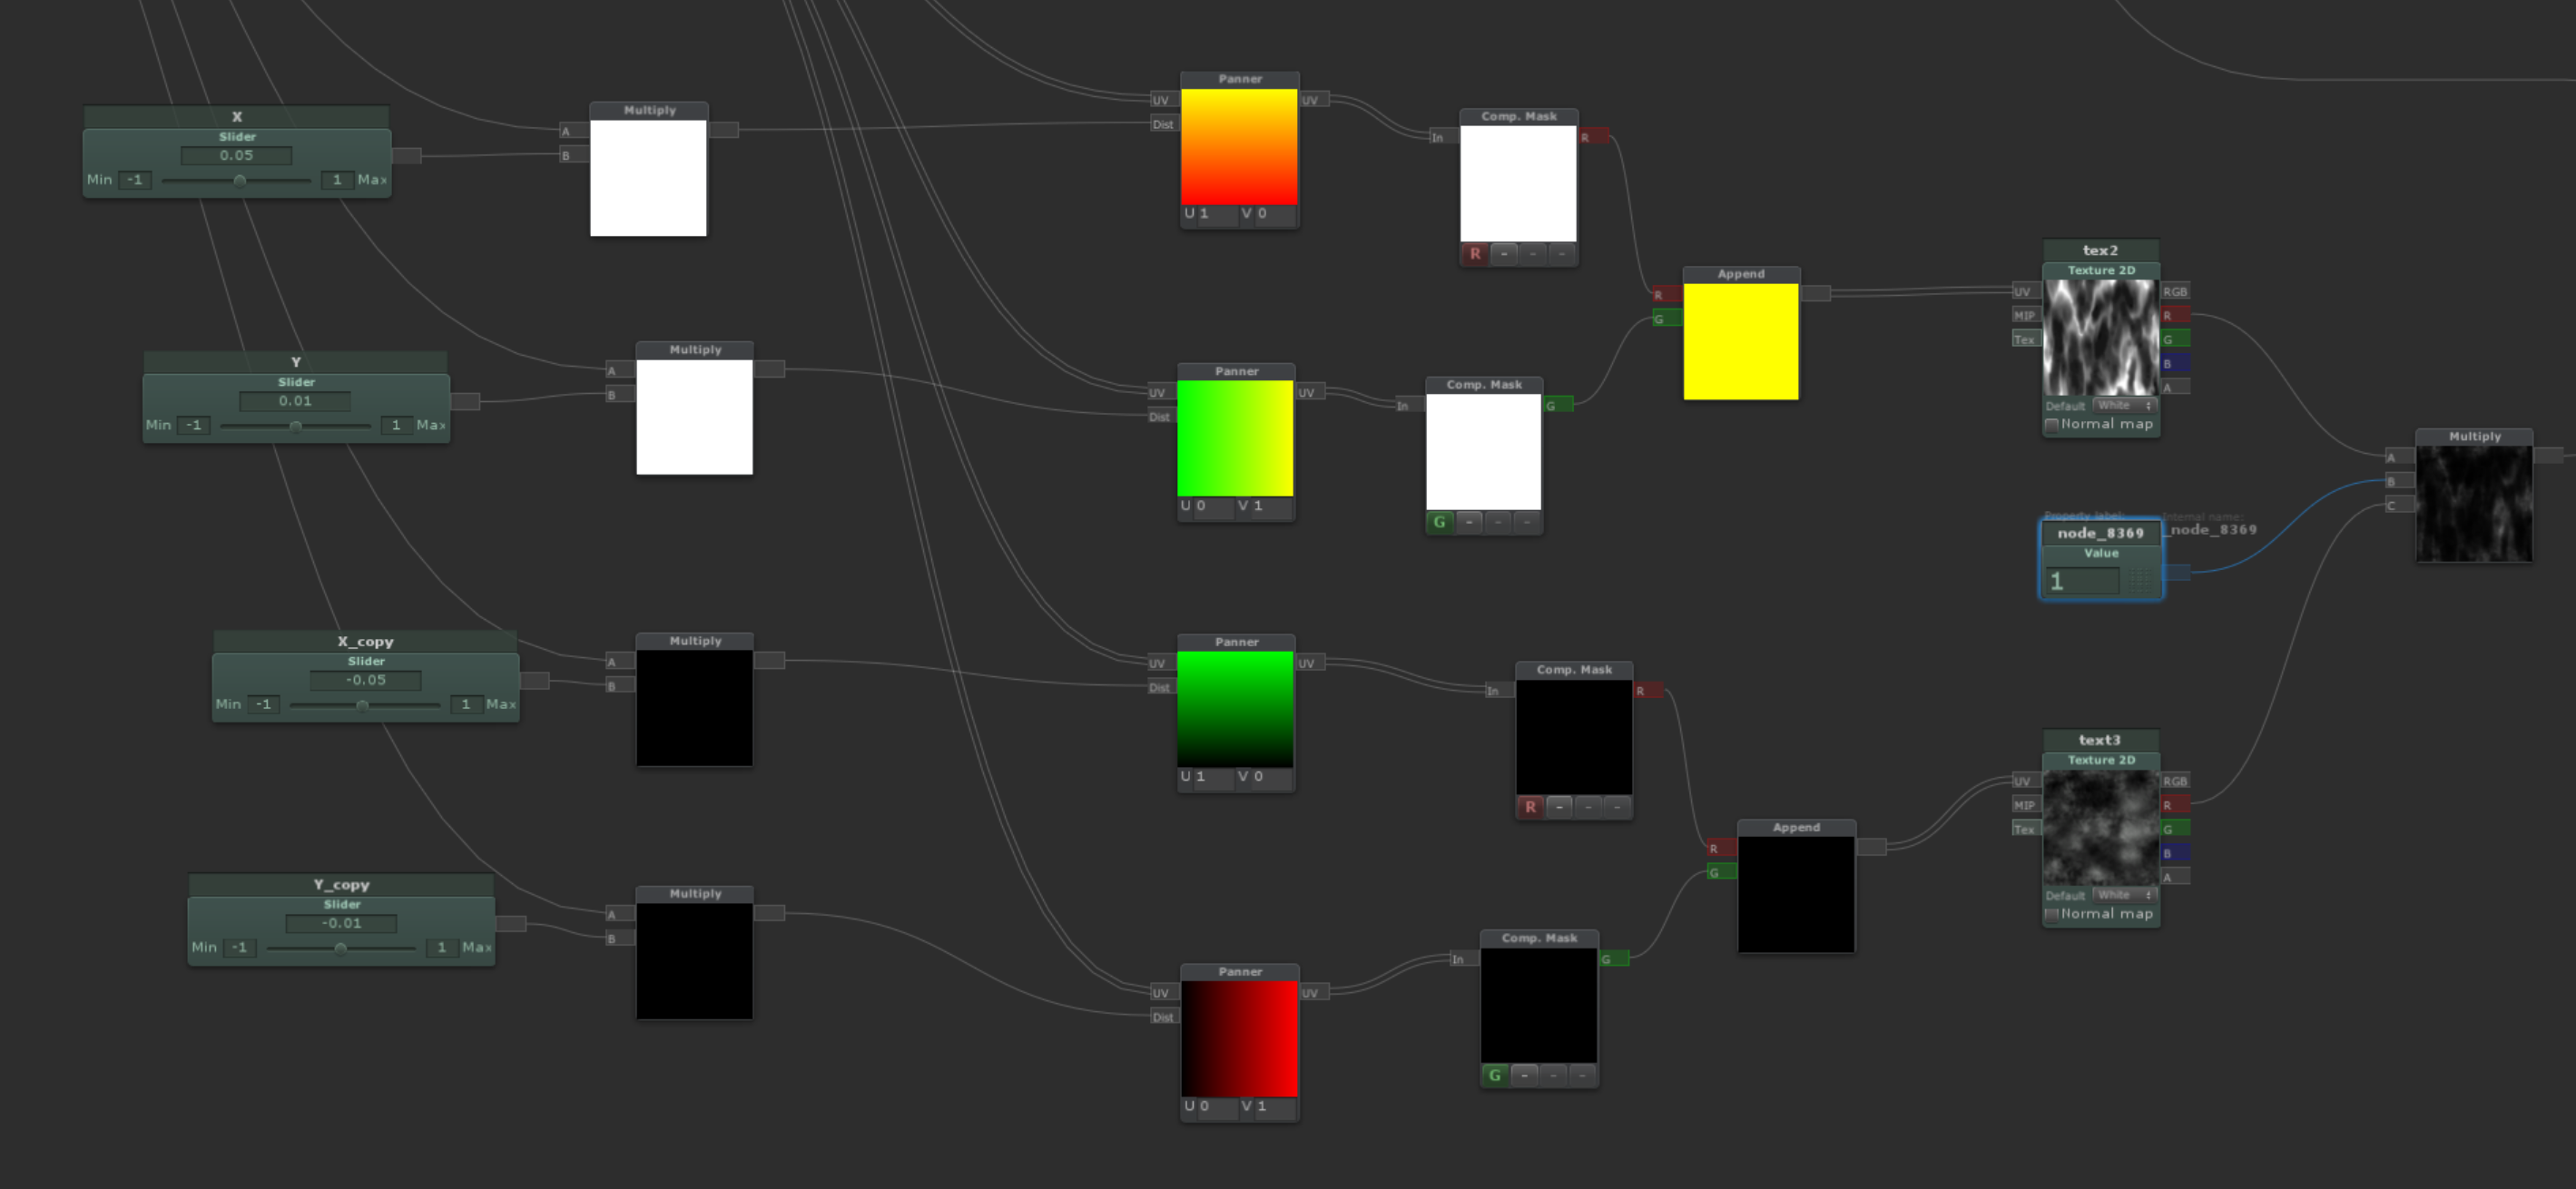 X
Slider
0.05
Min -1 1 Max
Multiply
A
B
Panner
UV UV
Dist
U 1 V 0
Comp. Mask
In R
R - - -
Y
Slider
0.01
Min -1 1 Max
Multiply
A
B
Panner
UV UV
Dist
U 0 V 1
Comp. Mask
In G
G - - -
Append
R
G
tex2
Texture 2D
UV RGB
MIP R
Tex G
B
A
Default White
Normal map
Property label: Internal name:
node_8369 _node_8369
Value
1
Multiply
A
B
C
X_copy
Slider
-0.05
Min -1 1 Max
Multiply
A
B
Panner
UV UV
Dist
U 1 V 0
Comp. Mask
In R
R - - -
Y_copy
Slider
-0.01
Min -1 1 Max
Multiply
A
B
Panner
UV UV
Dist
U 0 V 1
Comp. Mask
In G
G - - -
Append
R
G
text3
Texture 2D
UV RGB
MIP R
Tex G
B
A
Default White
Normal map